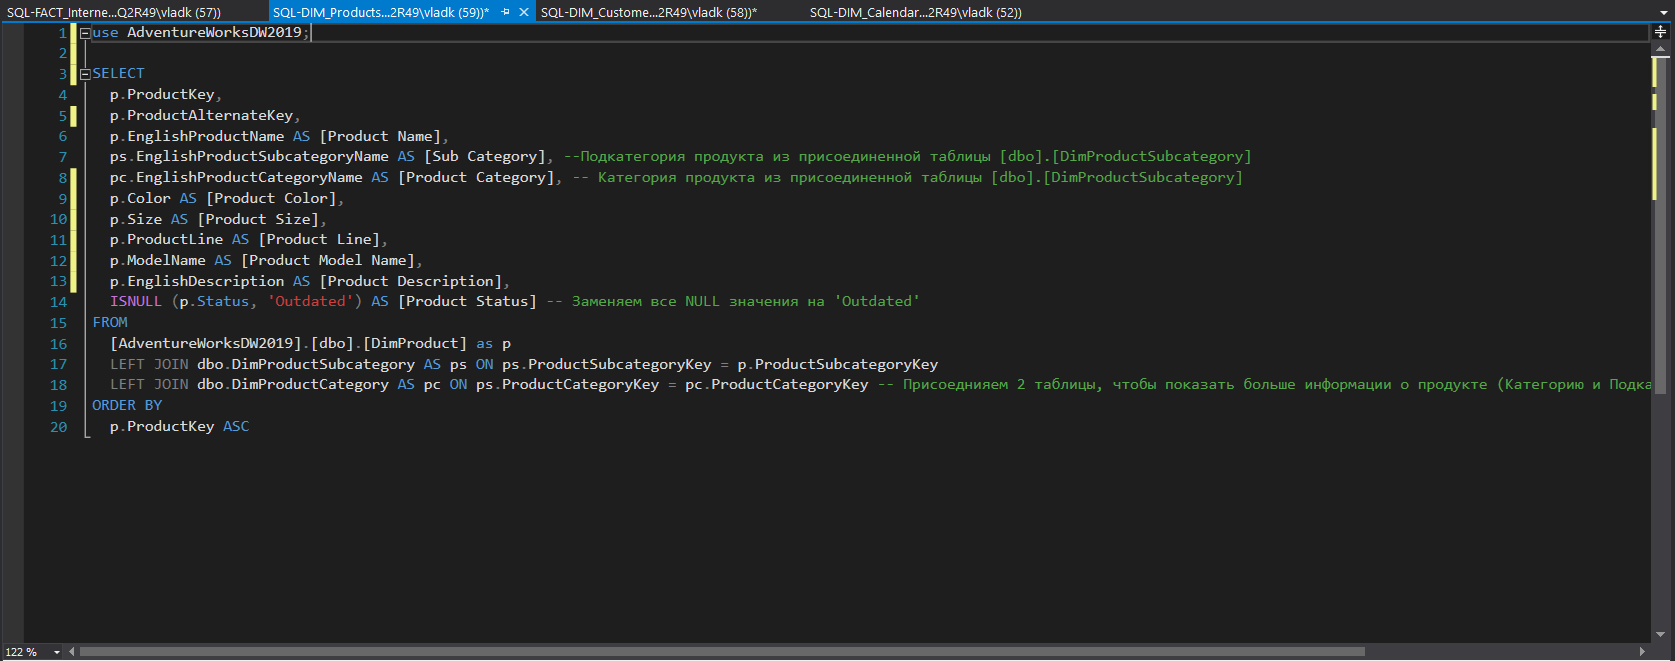 SQL-FACT_Interne...Q2R49\vladk (57))
SQL-DIM_Products...2R49\vladk (59))*
SQL-DIM_Custome...2R49\vladk (58))*
SQL-DIM_Calendar...2R49\vladk (52))
1 use AdventureWorksDW2019;
2
3 SELECT
4 p.ProductKey,
5 p.ProductAlternateKey,
6 p.EnglishProductName AS [Product Name],
7 ps.EnglishProductSubcategoryName AS [Sub Category], --Подкатегория продукта из присоединенной таблицы [dbo].[DimProductSubcategory]
8 pc.EnglishProductCategoryName AS [Product Category], -- Категория продукта из присоединенной таблицы [dbo].[DimProductSubcategory]
9 p.Color AS [Product Color],
10 p.Size AS [Product Size],
11 p.ProductLine AS [Product Line],
12 p.ModelName AS [Product Model Name],
13 p.EnglishDescription AS [Product Description],
14 ISNULL (p.Status, 'Outdated') AS [Product Status] -- Заменяем все NULL значения на 'Outdated'
15 FROM
16 [AdventureWorksDW2019].[dbo].[DimProduct] as p
17 LEFT JOIN dbo.DimProductSubcategory AS ps ON ps.ProductSubcategoryKey = p.ProductSubcategoryKey
18 LEFT JOIN dbo.DimProductCategory AS pc ON ps.ProductCategoryKey = pc.ProductCategoryKey -- Присоеднияем 2 таблицы, чтобы показать больше информации о продукте (Категорию и Подка
19 ORDER BY
20 p.ProductKey ASC
122 %